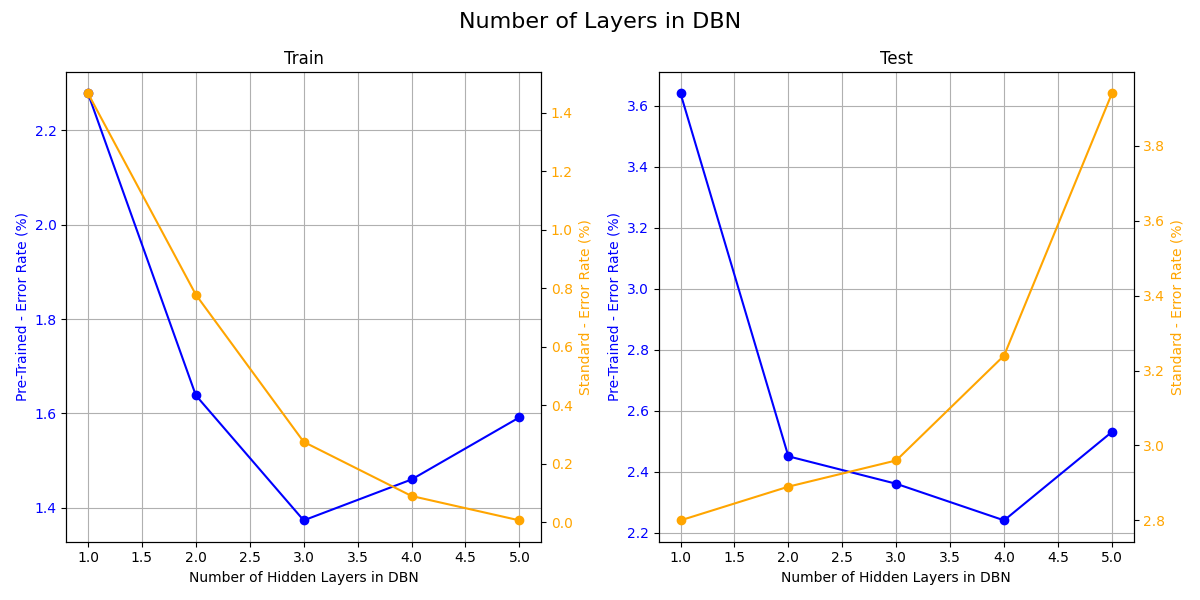 Number of Layers in DBN
Train
Pre-Trained - Error Rate (%)
2.2
2.0
1.8
1.6
1.4
1.4
1.2
1.0
0.8
0.6
0.4
0.2
0.0
Standard - Error Rate (%)
1.0 1.5 2.0 2.5 3.0 3.5 4.0 4.5 5.0
Number of Hidden Layers in DBN
Test
Pre-Trained - Error Rate (%)
3.6
3.4
3.2
3.0
2.8
2.6
2.4
2.2
3.8
3.6
3.4
3.2
3.0
2.8
Standard - Error Rate (%)
1.0 1.5 2.0 2.5 3.0 3.5 4.0 4.5 5.0
Number of Hidden Layers in DBN